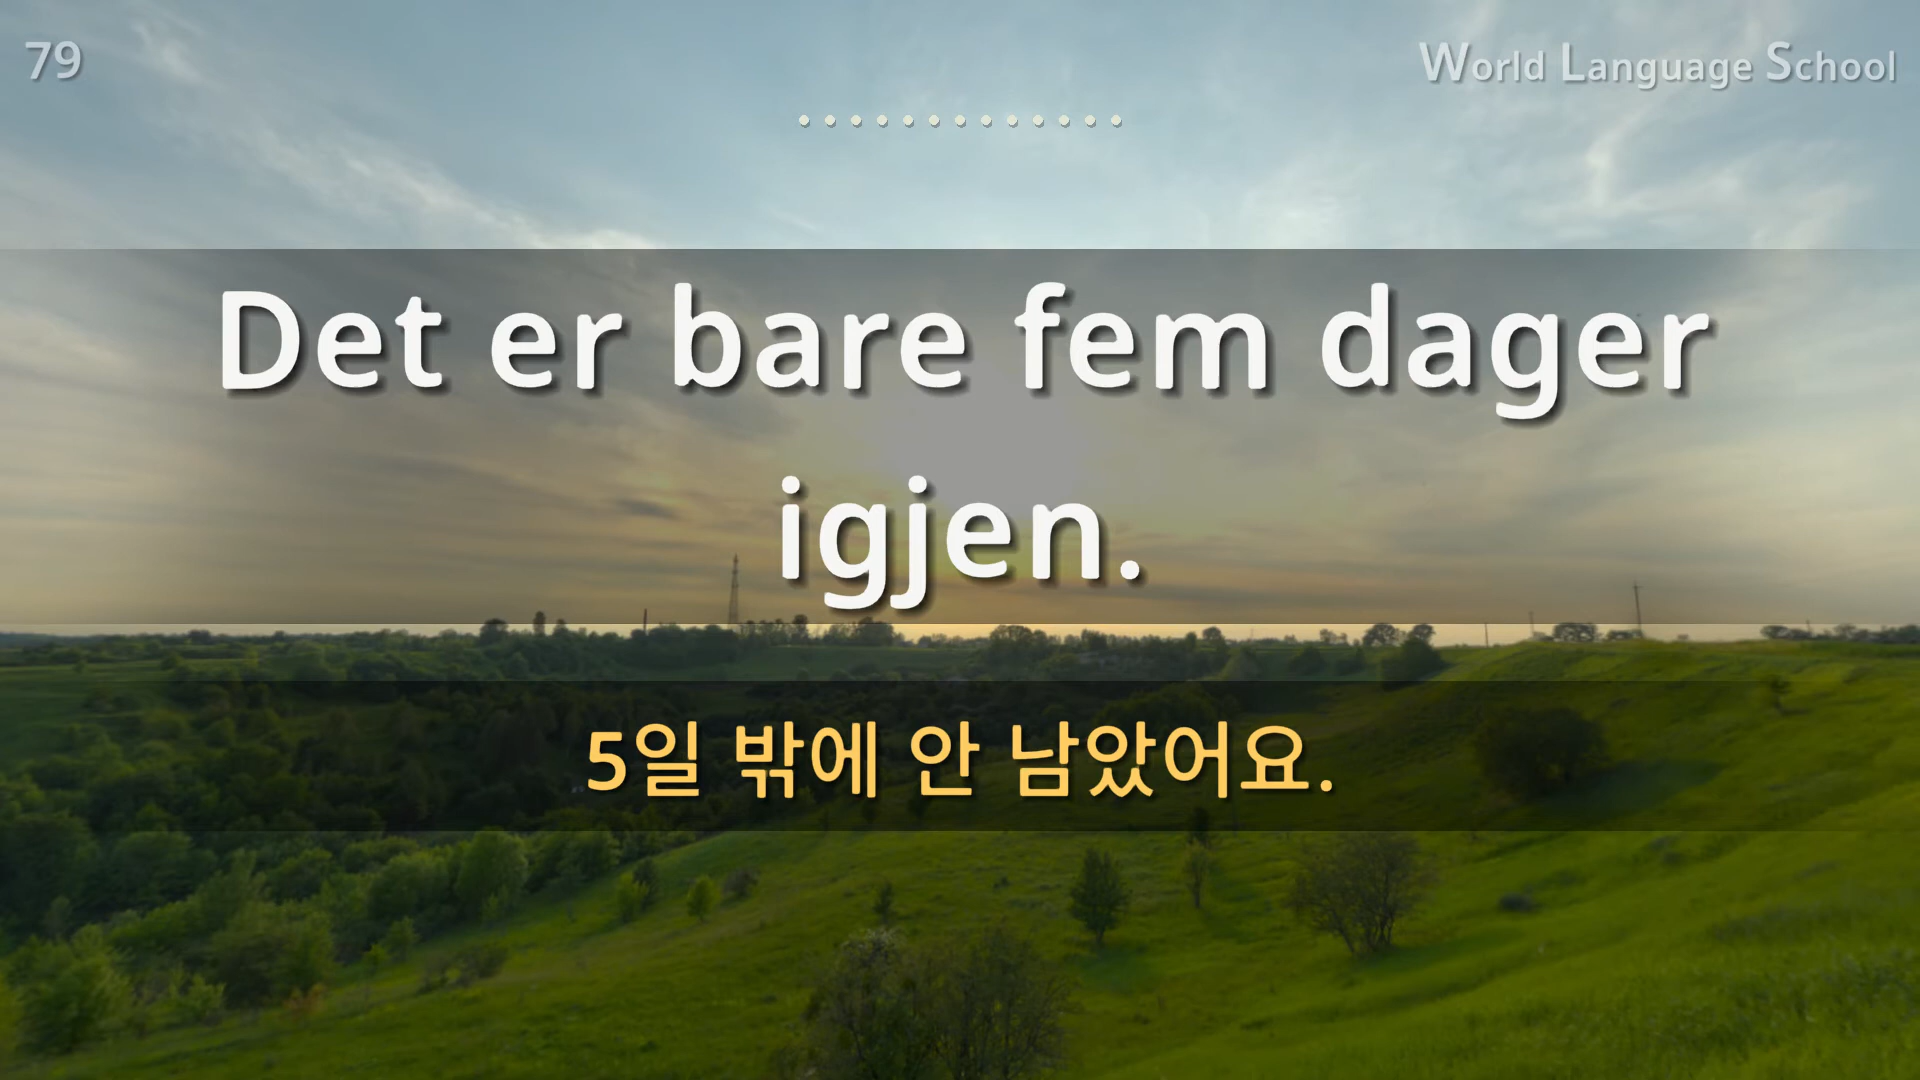 79
World Language School
Det er bare fem dager
igjen.
5일 밖에 안 남았어요.